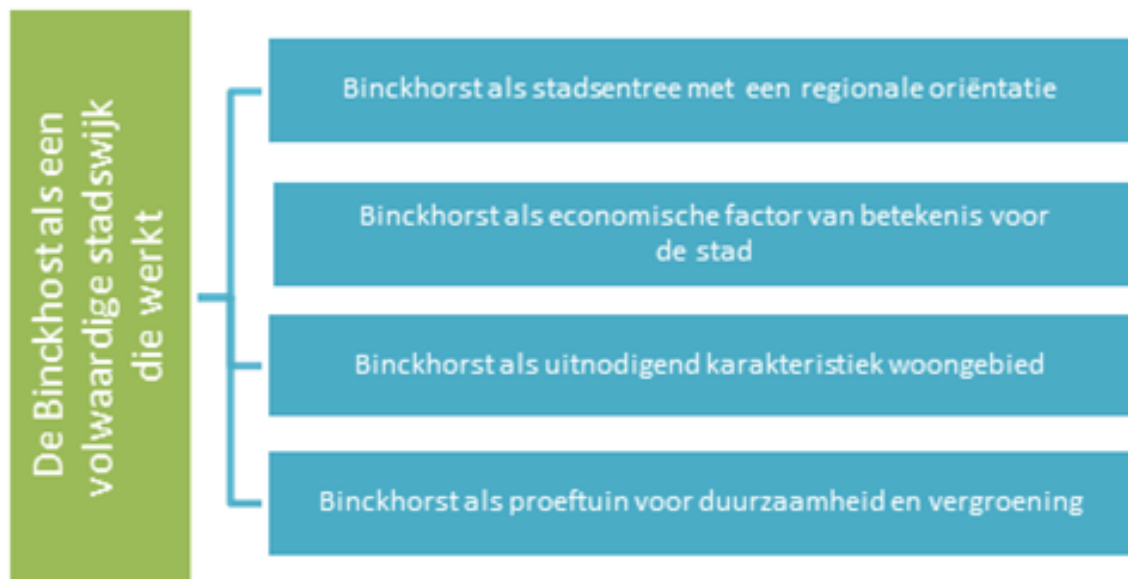 De Binckhost als een
volwaardige stadswijk
die werkt
Binckhorst als stadsentree met een regionale oriëntatie
Binckhorst als economische factor van betekenis voor
de stad
Binckhorst als uitnodigend karakteristiek woongebied
Binckhorst als proeftuin voor duurzaamheid en vergroening